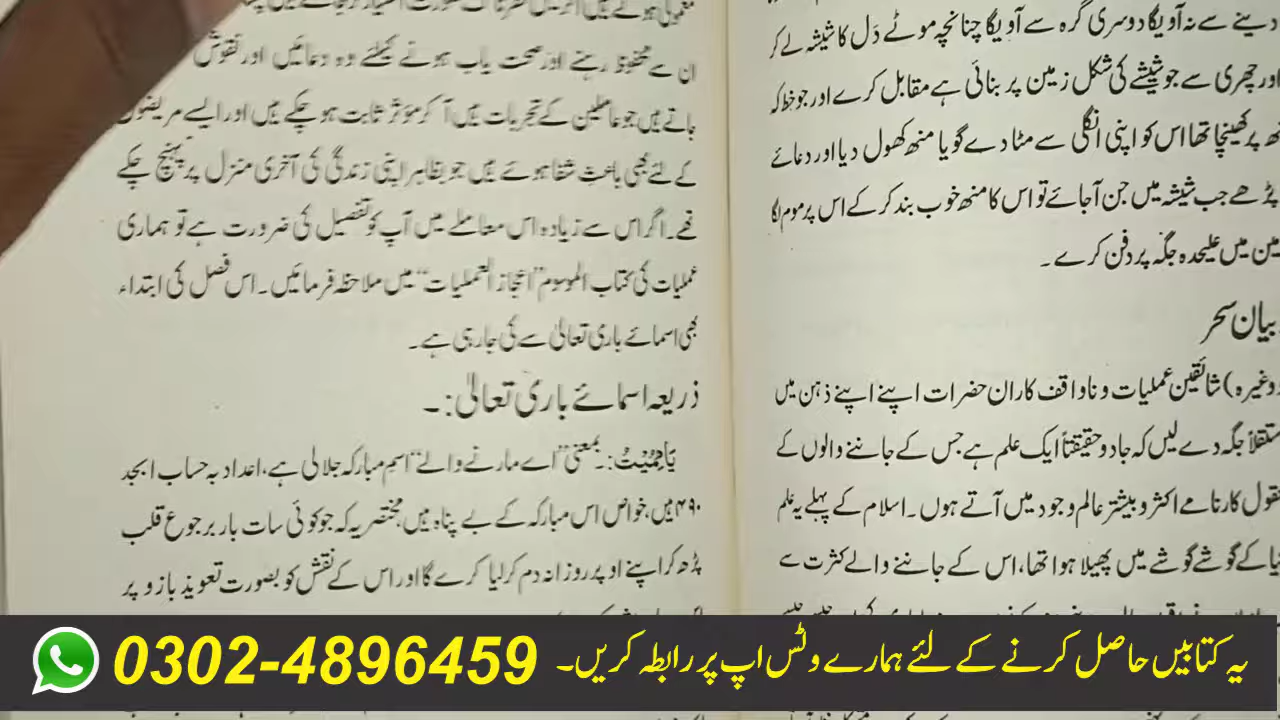 دینے سے نہ آویگا دوسری گرہ سے آویگا چنانچہ موٹے دَل کا شیشہ لے کر
اور چھری سے جو شیشے کی شکل زمین پر بنائی ہے مقابل کرے اور جو خط کہ
پر کھینچا تھا اس کو اپنی انگلی سے مٹا دے گویا منھ کھول دیا اور دعائے
پڑھے جب شیشہ میں جن آجائے تو اس کا منھ خوب بند کر کے اس پر موم لگا
میں علیحدہ جگہ پر دفن کرے۔
بیان سحر
وغیرہ) شائقین عملیات و ناواقف کاران حضرات اپنے اپنے ذہن میں
جگہ دے لیں کہ جادو حقیقتاً ایک علم ہے جس کے جاننے والوں کے
کارنامے اکثر و بیشتر عالم وجود میں آتے ہوں۔ اسلام کے پہلے یہ علم
کے گوشے گوشے میں پھیلا ہوا تھا، اس کے جاننے والے کثرت سے
ان سے محفوظ رہنے اور صحت یاب ہونے کیلئے وہ دعائیں اور نقوش
جاتے ہیں جو عاملین کے تجربات میں آ کر مؤثر ثابت ہو چکے ہیں اور ایسے مریضوں
کے لئے بھی باعثِ شفا ہوئے ہیں جو بظاہر اپنی زندگی کی آخری منزل پر پہنچ چکے
تھے۔ اگر اس سے زیادہ اس معاملے میں آپ کو تفصیل کی ضرورت ہے تو ہماری
عملیات کی کتاب الموسوم "اعجاز العملیات" میں ملاحظہ فرمائیں۔ اس فصل کی ابتداء
بھی اسمائے باری تعالیٰ سے کی جا رہی ہے۔
ذریعہ اسمائے باری تعالیٰ:۔
یَا مُمِیْتُ:۔ بمعنی "اے مارنے والے" اسم مبارکہ جلالی ہے، اعداد بہ حساب ابجد
۴۹۰ ہیں، خواص اس مبارکہ کے بے پناہ ہیں، مختصر یہ کہ جو کوئی سات بار برجوع قلب
پڑھ کر اپنے اوپر روزانہ دم کر لیا کرے گا اور اس کے نقش کو بصورت تعویذ بازو پر
یہ کتابیں حاصل کرنے کے لئے ہمارے وٹس اپ پر رابطہ کریں۔ 0302-4896459